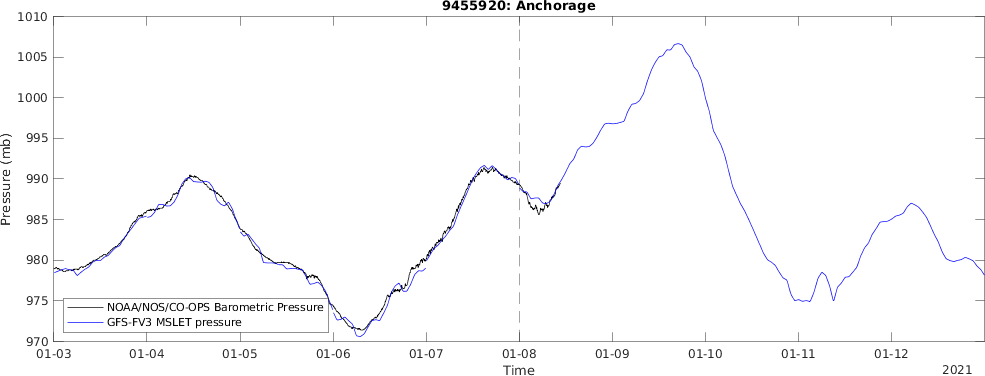 9455920: Anchorage
Pressure (mb)
1010
1005
1000
995
990
985
980
975
970
NOAA/NOS/CO-OPS Barometric Pressure
GFS-FV3 MSLET pressure
01-03 01-04 01-05 01-06 01-07 01-08 01-09 01-10 01-11 01-12
Time
2021